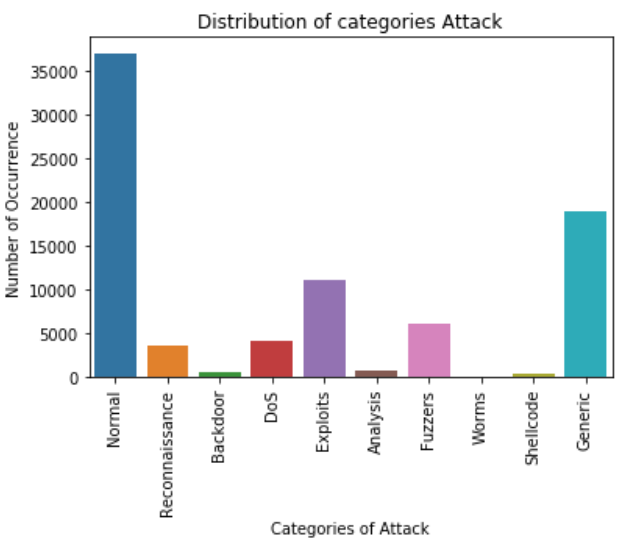 Distribution of categories Attack
Number of Occurrence
35000
30000
25000
20000
15000
10000
5000
0
Normal
Reconnaissance
Backdoor
DoS
Exploits
Analysis
Fuzzers
Worms
Shellcode
Generic
Categories of Attack